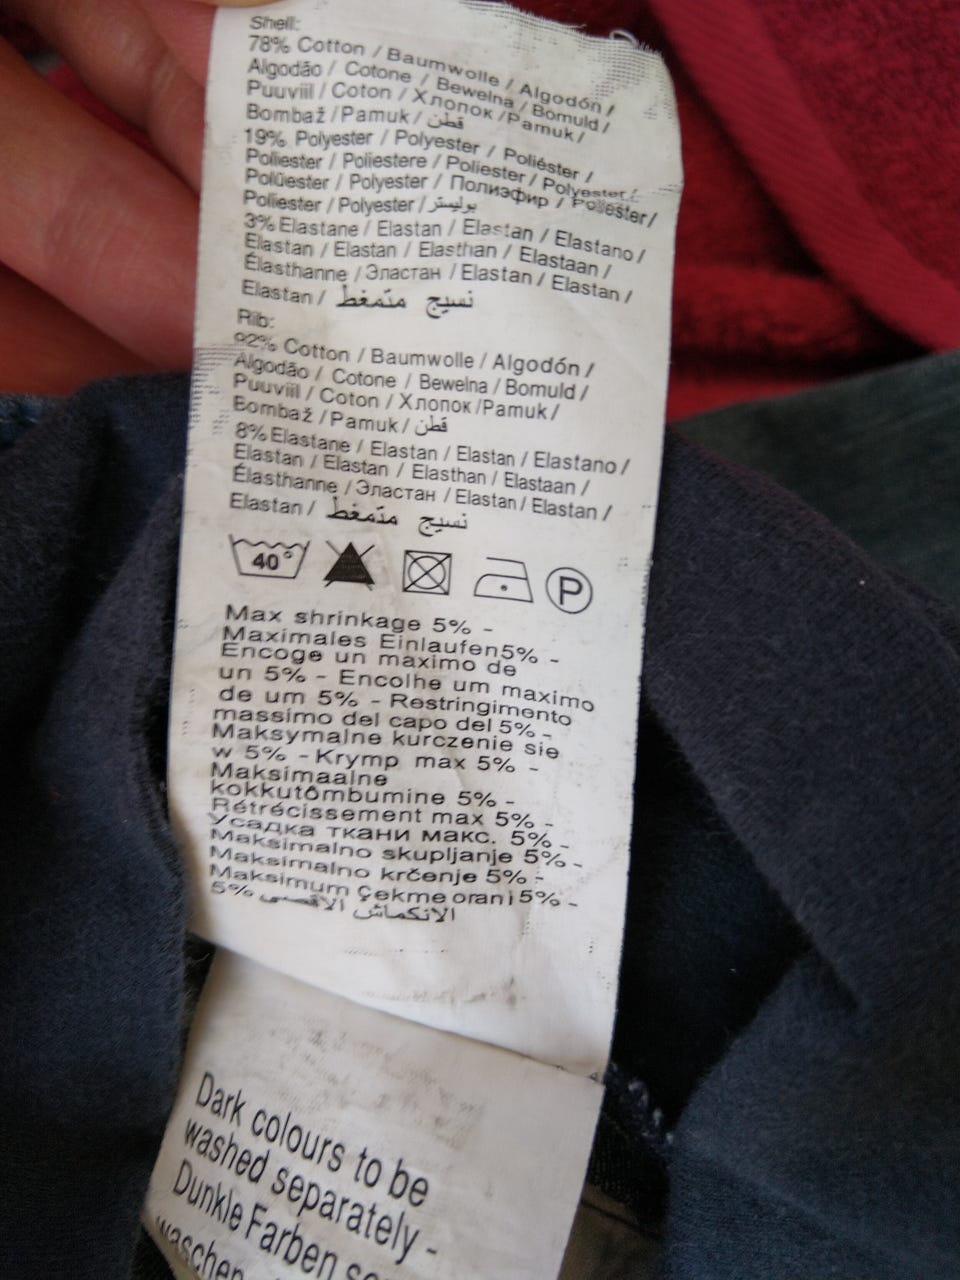 Shell:
78% Cotton / Baumwolle / Algodón /
Algodão / Cotone / Bewelna / Bomuld /
Puuviil / Coton / Хлопок /Pamuk /
Bombaž /Pamuk / قطن
19% Polyester / Polyester / Poliéster /
Poliester / Poliestere / Poliester / Polyester /
Polüester / Polyester / Полиэфир / Poliester /
Poliester / Polyester / بوليستر
3% Elastane / Elastan / Elastan / Elastano /
Elastan / Elastan / Elasthan / Elastaan /
Élasthanne / Эластан / Elastan / Elastan /
Elastan / نسيج متمغط
Rib:
92% Cotton / Baumwolle / Algodón /
Algodão / Cotone / Bewelna / Bomuld /
Puuviil / Coton / Хлопок /Pamuk /
Bombaž /Pamuk / قطن
8% Elastane / Elastan / Elastan / Elastano /
Elastan / Elastan / Elasthan / Elastaan /
Élasthanne / Эластан / Elastan / Elastan /
Elastan / نسيج متمغط
40° P
Max shrinkage 5% -
Maximales Einlaufen5% -
Encoge un maximo de
un 5% - Encolhe um maximo
de um 5% - Restringimento
massimo del capo del 5% -
Maksymalne kurczenie sie
w 5% - Krymp max 5% -
Maksimaalne
kokkutômbumine 5% -
Rétrécissement max 5% -
Усадка ткани макс. 5% -
Maksimalno skupljanje 5% -
Maksimalno krčenje 5% -
Maksimum çekme oranı 5% -
5% الانكماش الاقصى
Dark colours to be
washed separately -
Dunkle Farben
waschen